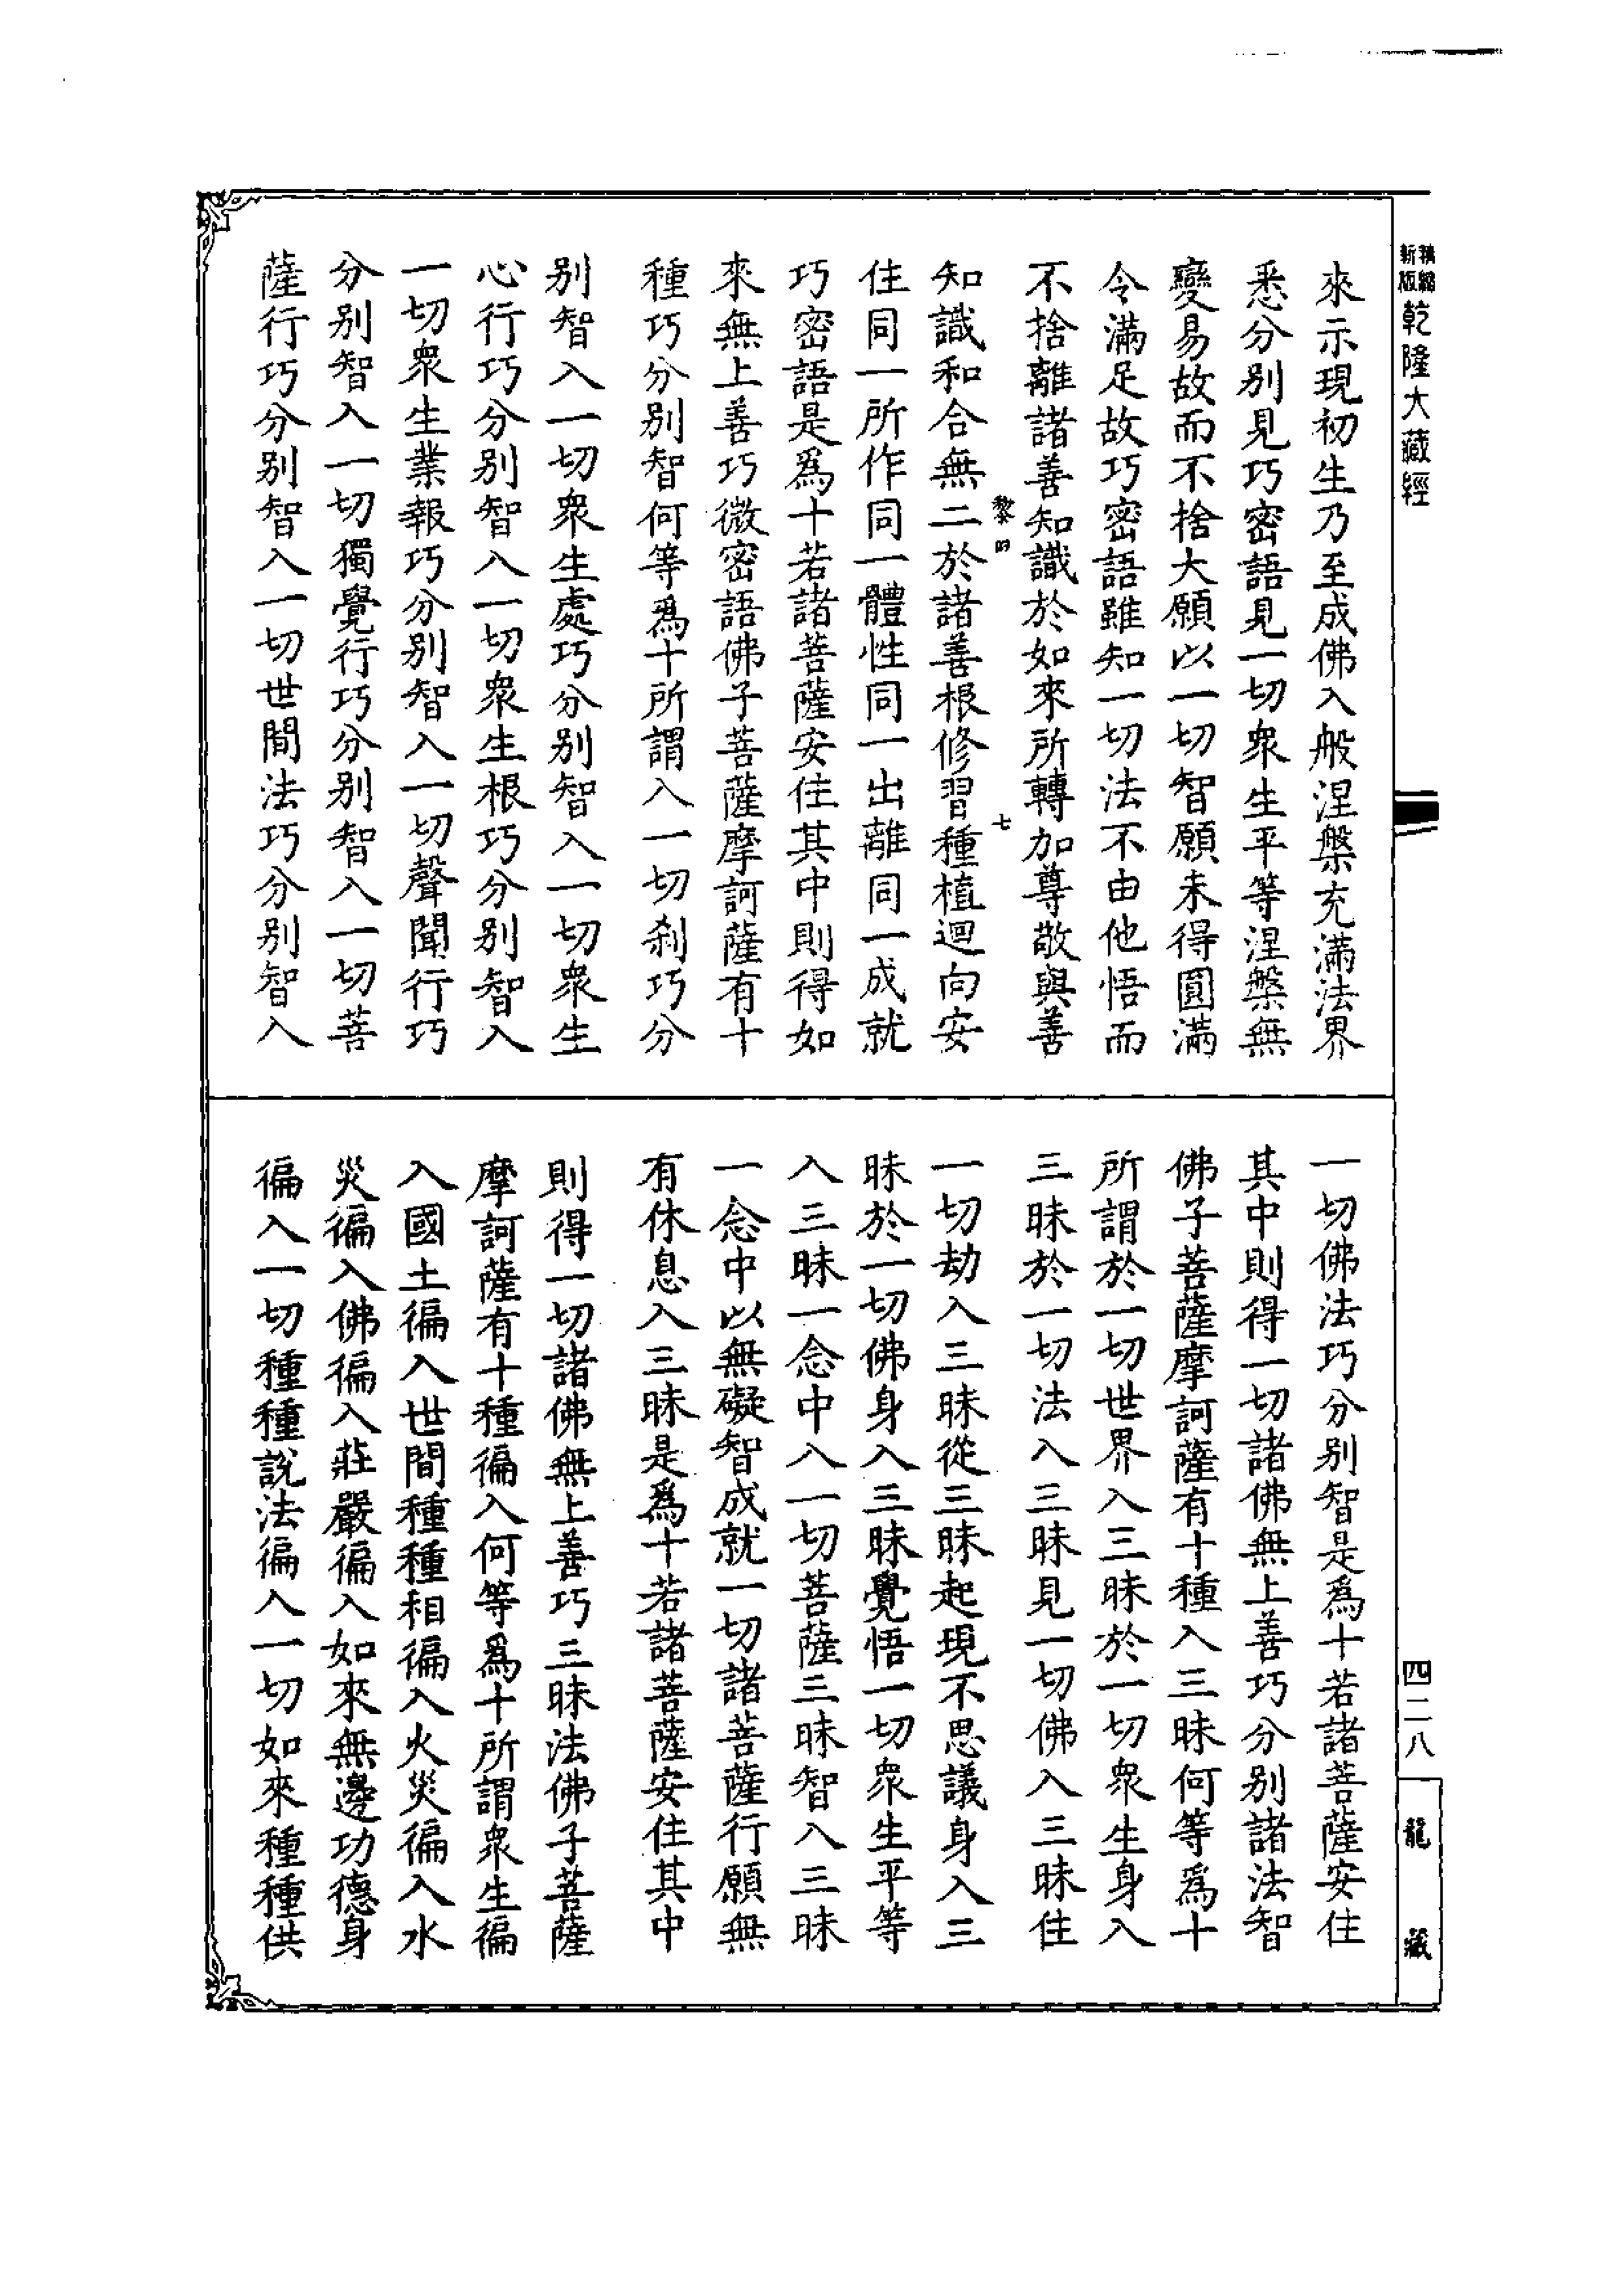 精縮
新版
乾隆大藏經
來示現初生乃至成佛入般涅槃充滿法界
悉分別見巧密語見一切衆生平等涅槃無
變易故而不捨大願以一切智願未得圓滿
令滿足故巧密語雖知一切法不由他悟而
不捨離諸善知識於如來所轉加尊敬與善
黎四 七
知識和合無二於諸善根修習種植迴向安
住同一所作同一體性同一出離同一成就
巧密語是爲十若諸菩薩安住其中則得如
來無上善巧微密語佛子菩薩摩訶薩有十
種巧分別智何等爲十所謂入一切刹巧分
別智入一切衆生處巧分別智入一切衆生
心行巧分別智入一切衆生根巧分別智入
一切衆生業報巧分別智入一切聲聞行巧
分別智入一切獨覺行巧分別智入一切菩
薩行巧分別智入一切世間法巧分別智入
一切佛法巧分別智是爲十若諸菩薩安住
其中則得一切諸佛無上善巧分別諸法智
佛子菩薩摩訶薩有十種入三昧何等爲十
所謂於一切世界入三昧於一切衆生身入
三昧於一切法入三昧見一切佛入三昧住
一切劫入三昧從三昧起現不思議身入三
昧於一切佛身入三昧覺悟一切衆生平等
入三昧一念中入一切菩薩三昧智入三昧
一念中以無礙智成就一切諸菩薩行願無
有休息入三昧是爲十若諸菩薩安住其中
則得一切諸佛無上善巧三昧法佛子菩薩
摩訶薩有十種徧入何等爲十所謂衆生徧
入國土徧入世間種種相徧入火災徧入水
災徧入佛徧入莊嚴徧入如來無邊功德身
徧入一切種種說法徧入一切如來種種供
四二八
龍藏